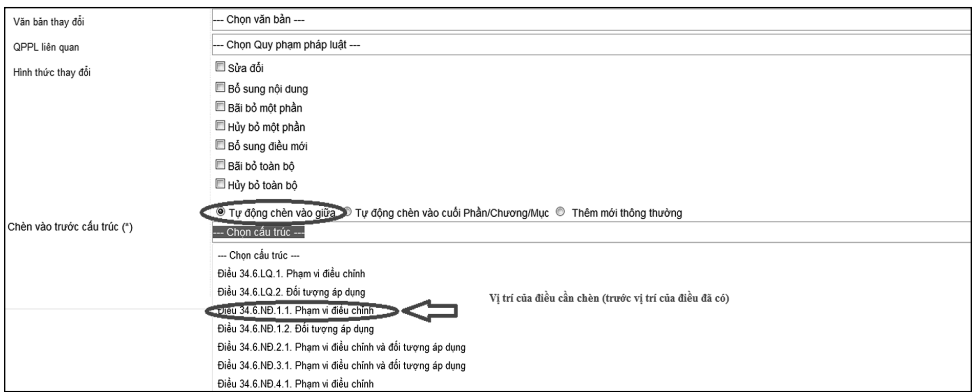 Văn bản thay đổi
--- Chọn văn bản ---
QPPL liên quan
--- Chọn Quy phạm pháp luật ---
Hình thức thay đổi
Sửa đổi
Bổ sung nội dung
Bãi bỏ một phần
Hủy bỏ một phần
Bổ sung điều mới
Bãi bỏ toàn bộ
Hủy bỏ toàn bộ
Tự động chèn vào giữa Tự động chèn vào cuối Phần/Chương/Mục Thêm mới thông thường
Chèn vào trước cấu trúc (*)
--- Chọn cấu trúc ---
--- Chọn cấu trúc ---
Điều 34.6.LQ.1. Phạm vi điều chỉnh
Điều 34.6.LQ.2. Đối tượng áp dụng
Vị trí của điều cần chèn (trước vị trí của điều đã có)
Điều 34.6.NĐ.1.1. Phạm vi điều chỉnh
Điều 34.6.NĐ.1.2. Đối tượng áp dụng
Điều 34.6.NĐ.2.1. Phạm vi điều chỉnh và đối tượng áp dụng
Điều 34.6.NĐ.3.1. Phạm vi điều chỉnh và đối tượng áp dụng
Điều 34.6.NĐ.4.1. Phạm vi điều chỉnh